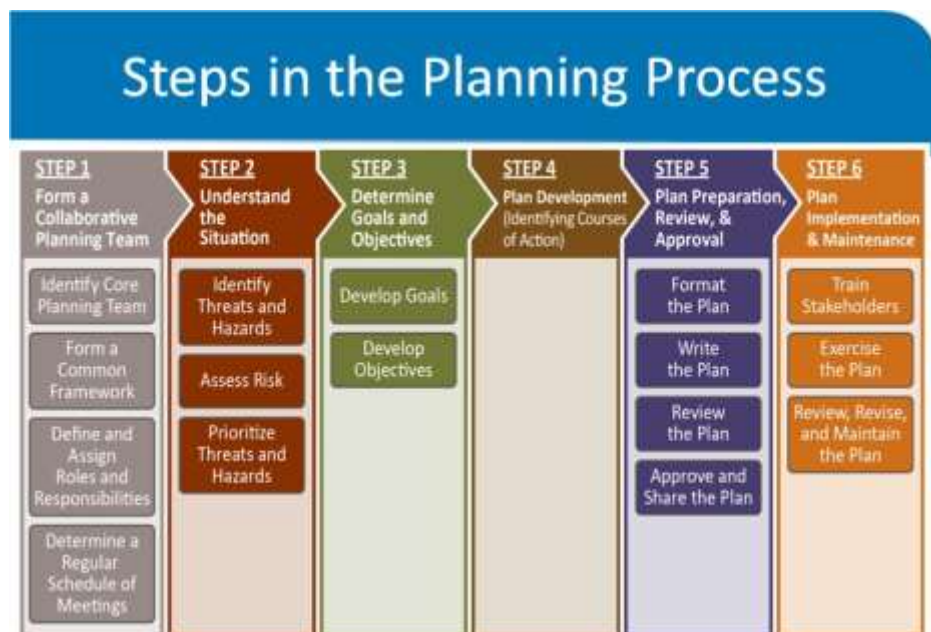 Steps in the Planning Process
STEP 1
Form a
Collaborative
Planning Team
Identify Core
Planning Team
Form a
Common
Framework
Define and
Assign
Roles and
Responsibilities
Determine a
Regular
Schedule of
Meetings
STEP 2
Understand
the
Situation
Identify
Threats and
Hazards
Assess Risk
Prioritize
Threats and
Hazards
STEP 3
Determine
Goals and
Objectives
Develop Goals
Develop
Objectives
STEP 4
Plan Development
(Identifying Courses
of Action)
STEP 5
Plan Preparation,
Review, &
Approval
Format
the Plan
Write
the Plan
Review
the Plan
Approve and
Share the Plan
STEP 6
Plan
Implementation
& Maintenance
Train
Stakeholders
Exercise
the Plan
Review, Revise,
and Maintain
the Plan